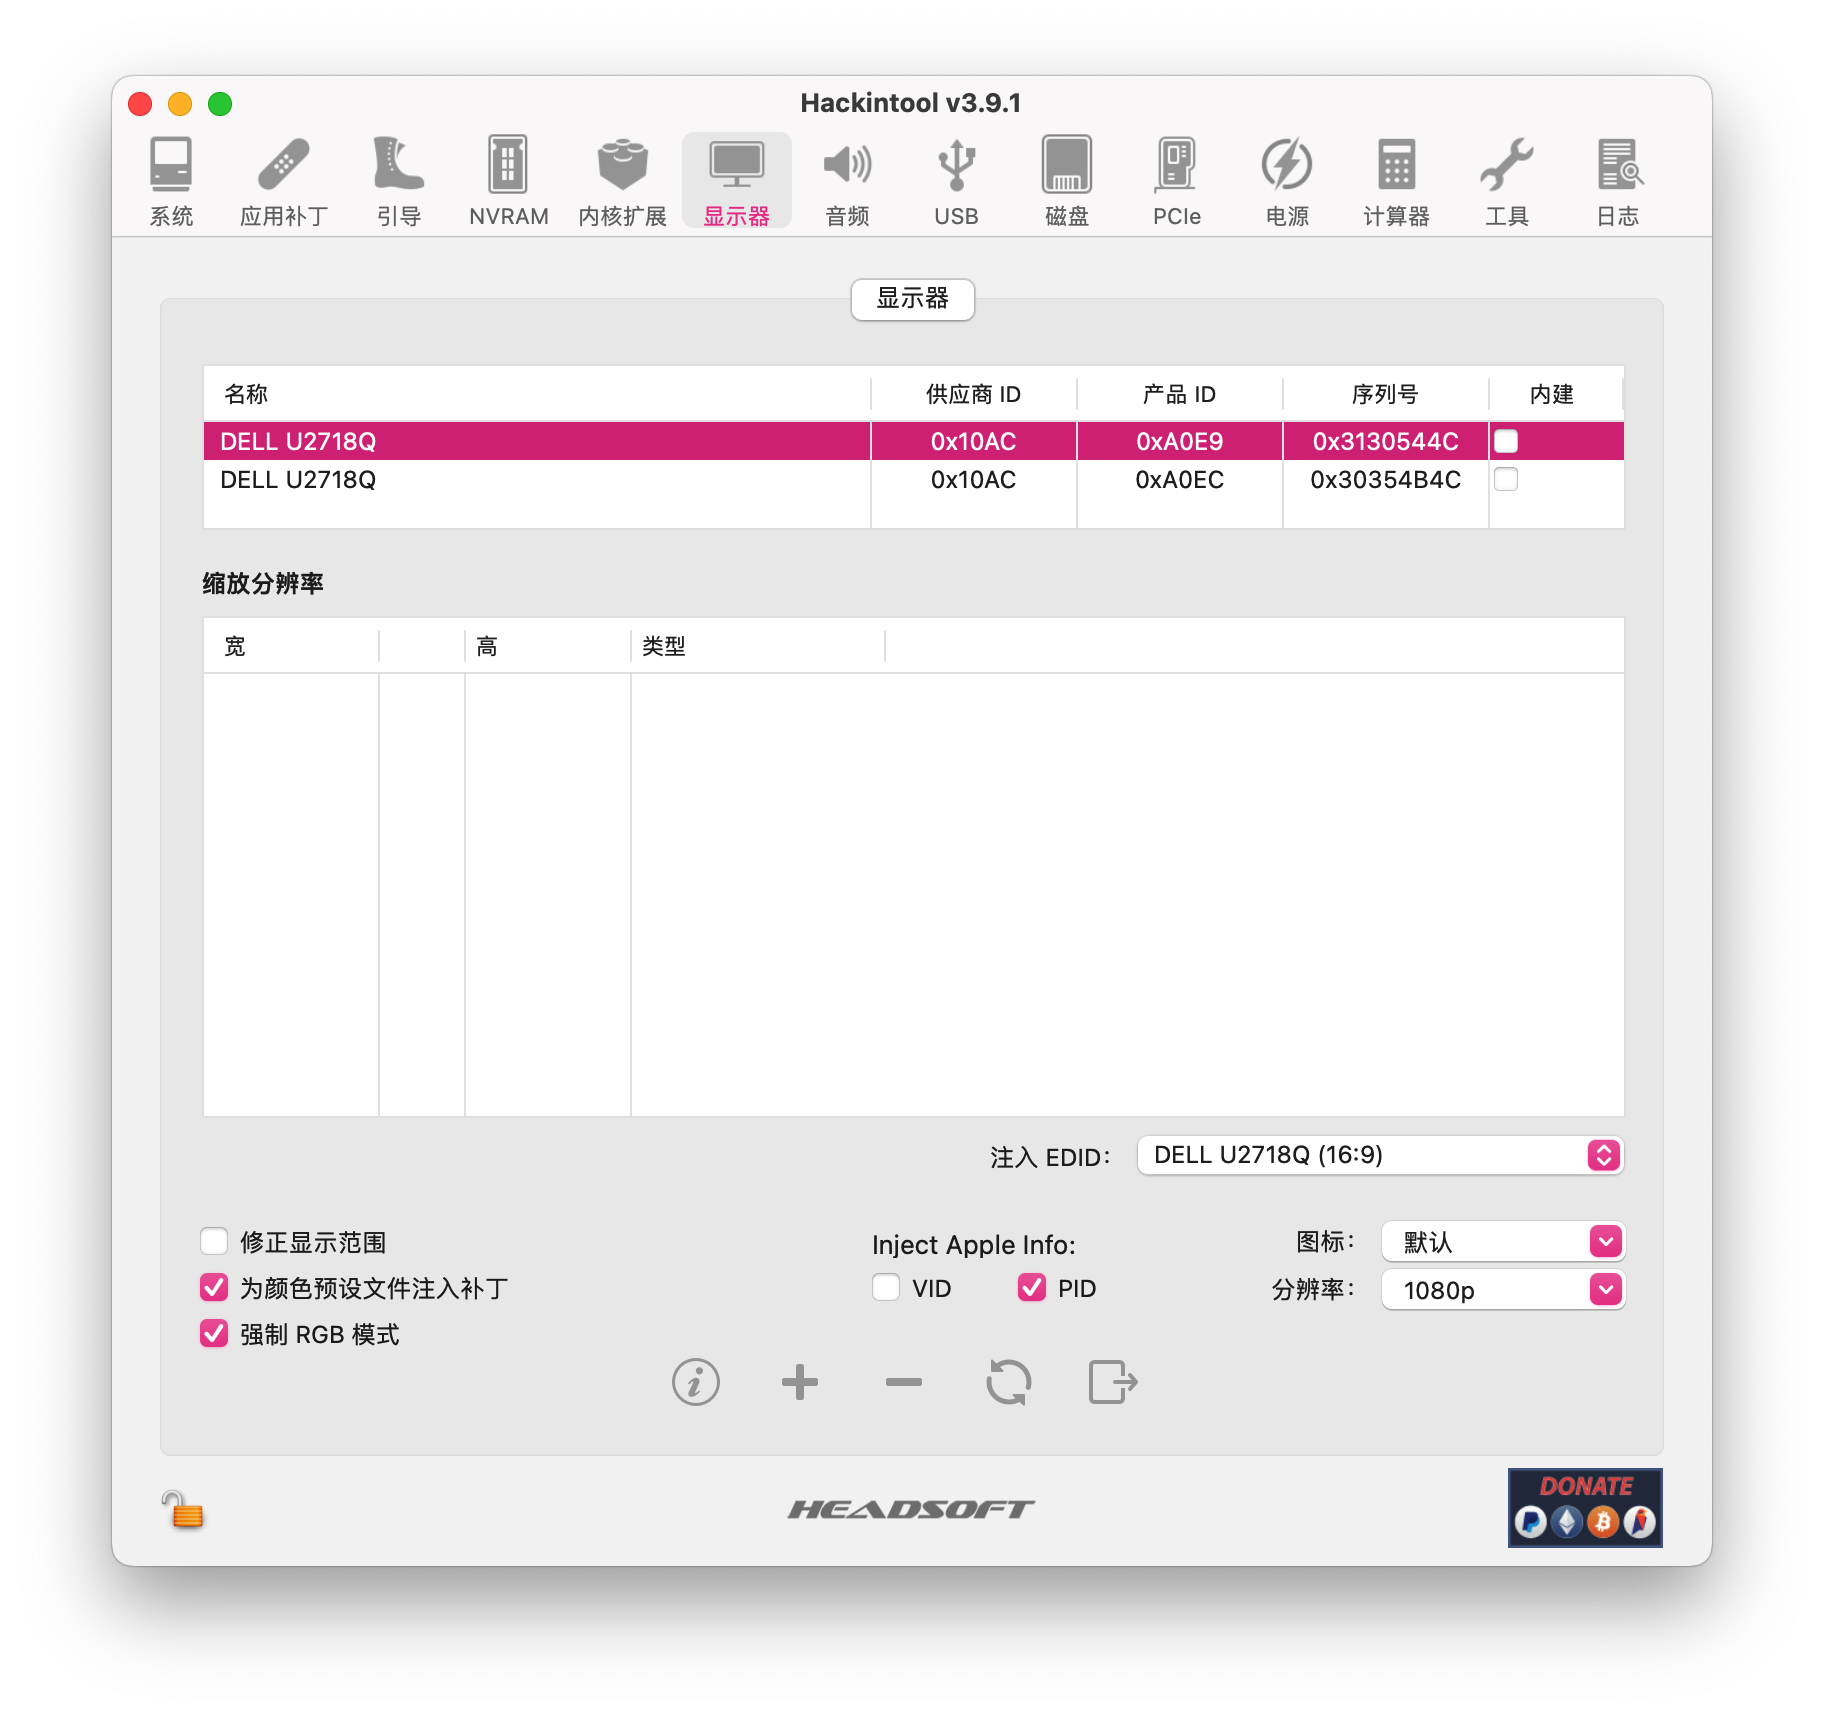 Hackintool v3.9.1
系统 应用补丁 引导 NVRAM 内核扩展 显示器 音频 USB 磁盘 PCIe 电源 计算器 工具 日志
显示器
名称 供应商 ID 产品 ID 序列号 内建
DELL U2718Q 0x10AC 0xA0E9 0x3130544C
DELL U2718Q 0x10AC 0xA0EC 0x30354B4C
缩放分辨率
宽 高 类型
注入 EDID: DELL U2718Q (16:9)
修正显示范围
为颜色预设文件注入补丁
强制 RGB 模式
Inject Apple Info:
VID PID
图标: 默认
分辨率: 1080p
HEADSOFT
DONATE